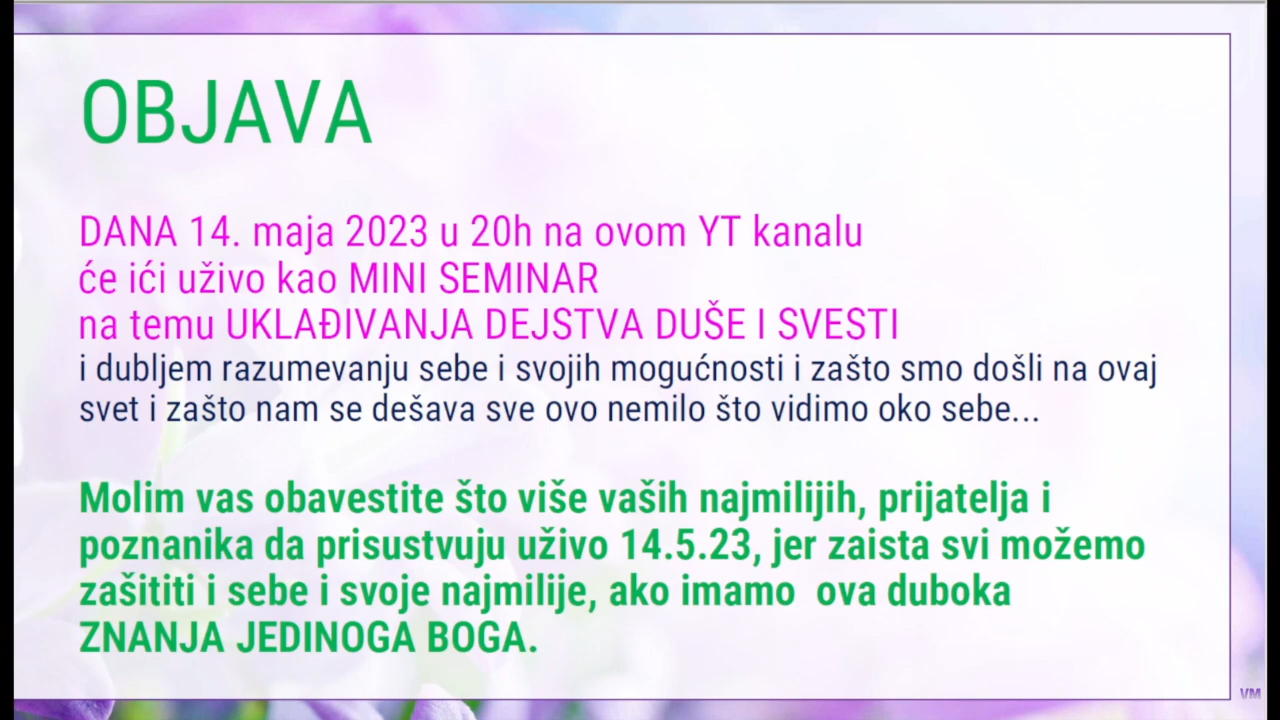 OBJAVA
DANA 14. maja 2023 u 20h na ovom YT kanalu
će ići uživo kao MINI SEMINAR
na temu UKLAĐIVANJA DEJSTVA DUŠE I SVESTI
i dubljem razumevanju sebe i svojih mogućnosti i zašto smo došli na ovaj
svet i zašto nam se dešava sve ovo nemilo što vidimo oko sebe...
Molim vas obavestite što više vaših najmilijih, prijatelja i
poznanika da prisustvuju uživo 14.5.23, jer zaista svi možemo
zašititi i sebe i svoje najmilije, ako imamo  ova duboka
ZNANJA JEDINOGA BOGA.
VM